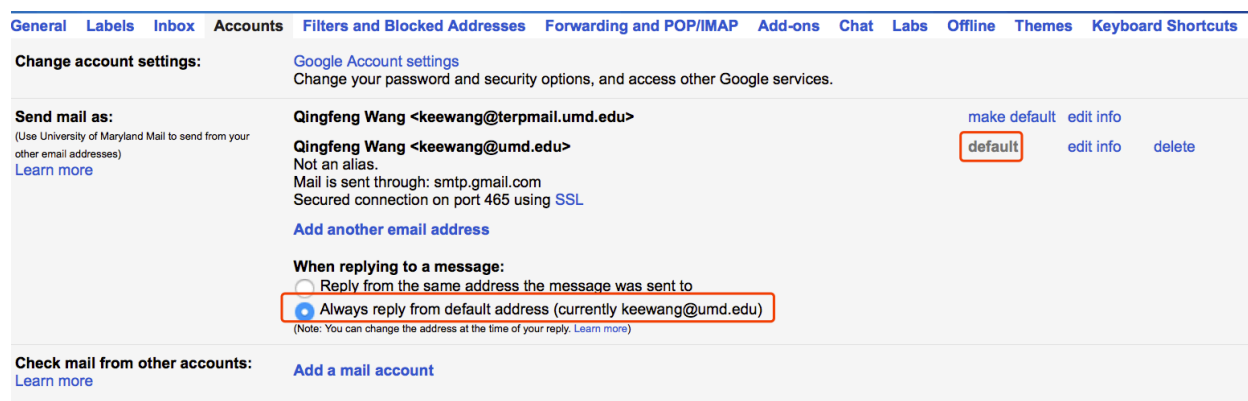 General Labels Inbox Accounts Filters and Blocked Addresses Forwarding and POP/IMAP Add-ons Chat Labs Offline Themes Keyboard Shortcuts
Change account settings:
Google Account settings
Change your password and security options, and access other Google services.
Send mail as:
(Use University of Maryland Mail to send from your
other email addresses)
Learn more
Qingfeng Wang <keewang@terpmail.umd.edu>
make default edit info
Qingfeng Wang <keewang@umd.edu>
default edit info delete
Not an alias.
Mail is sent through: smtp.gmail.com
Secured connection on port 465 using SSL
Add another email address
When replying to a message:
Reply from the same address the message was sent to
Always reply from default address (currently keewang@umd.edu)
(Note: You can change the address at the time of your reply. Learn more)
Check mail from other accounts:
Learn more
Add a mail account